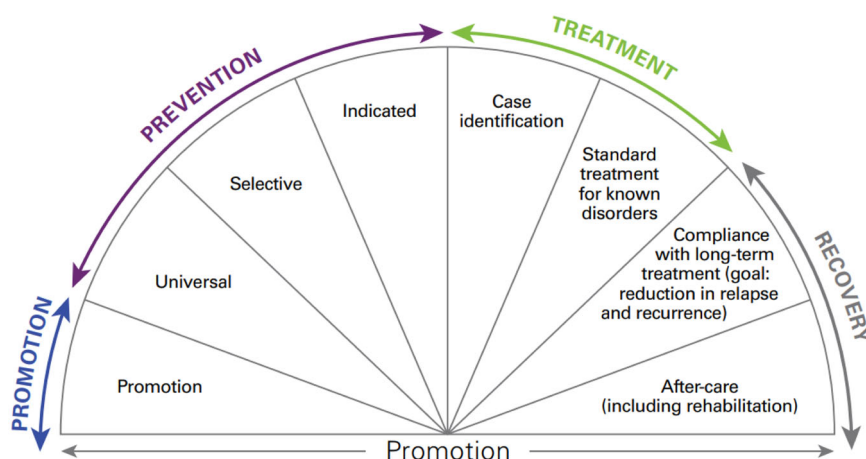 PROMOTION
PREVENTION
TREATMENT
RECOVERY
Promotion
Universal
Selective
Indicated
Case
identification
Standard
treatment
for known
disorders
Compliance
with long-term
treatment (goal:
reduction in relapse
and recurrence)
After-care
(including rehabilitation)
Promotion